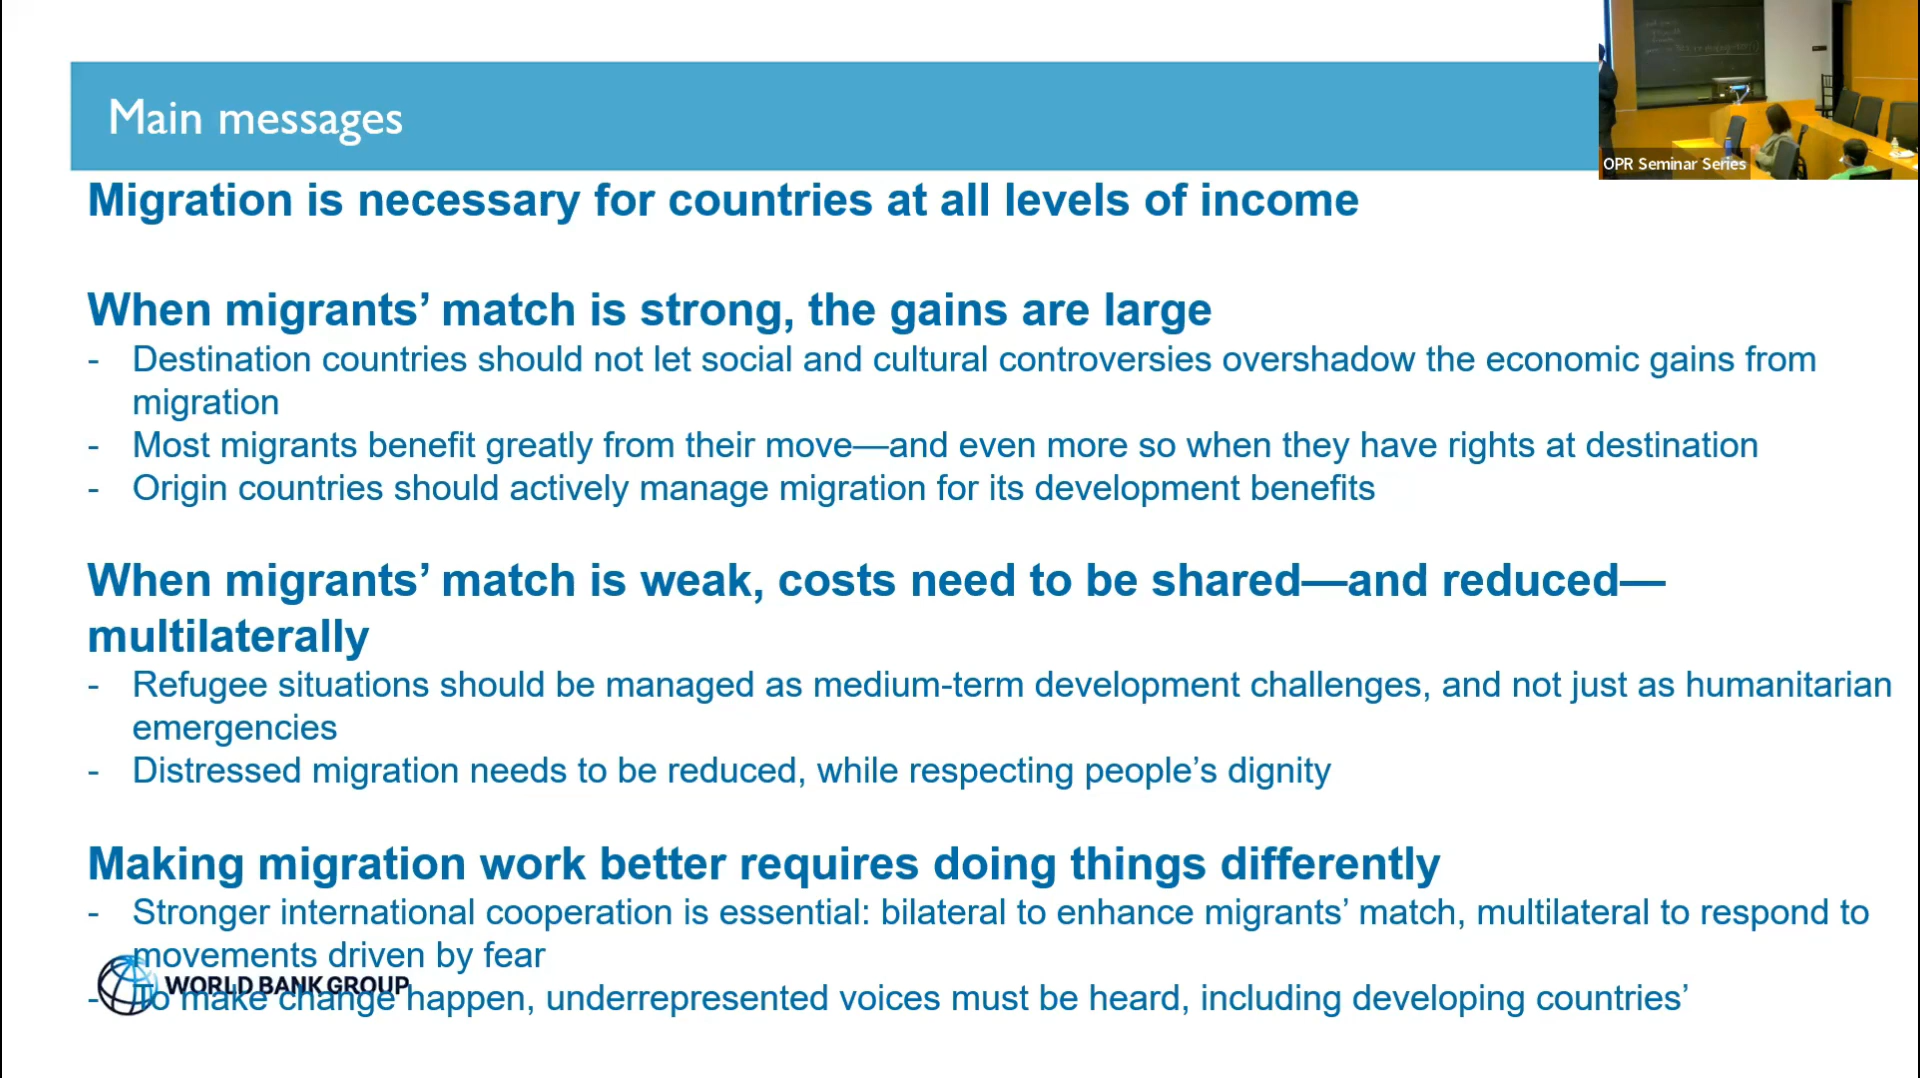 Main messages
OPR Seminar Series
Migration is necessary for countries at all levels of income
When migrants’ match is strong, the gains are large
- Destination countries should not let social and cultural controversies overshadow the economic gains from
migration
- Most migrants benefit greatly from their move—and even more so when they have rights at destination
- Origin countries should actively manage migration for its development benefits
When migrants’ match is weak, costs need to be shared—and reduced—
multilaterally
- Refugee situations should be managed as medium-term development challenges, and not just as humanitarian
emergencies
- Distressed migration needs to be reduced, while respecting people’s dignity
Making migration work better requires doing things differently
- Stronger international cooperation is essential: bilateral to enhance migrants’ match, multilateral to respond to
movements driven by fear
WORLD BANK GROUP
- To make change happen, underrepresented voices must be heard, including developing countries’